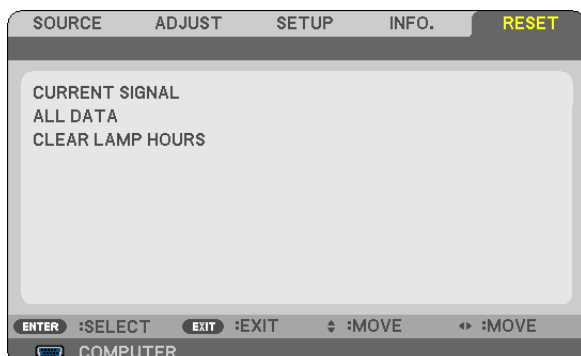 SOURCE ADJUST SETUP INFO. RESET
CURRENT SIGNAL
ALL DATA
CLEAR LAMP HOURS
ENTER :SELECT EXIT :EXIT :MOVE :MOVE
COMPUTER